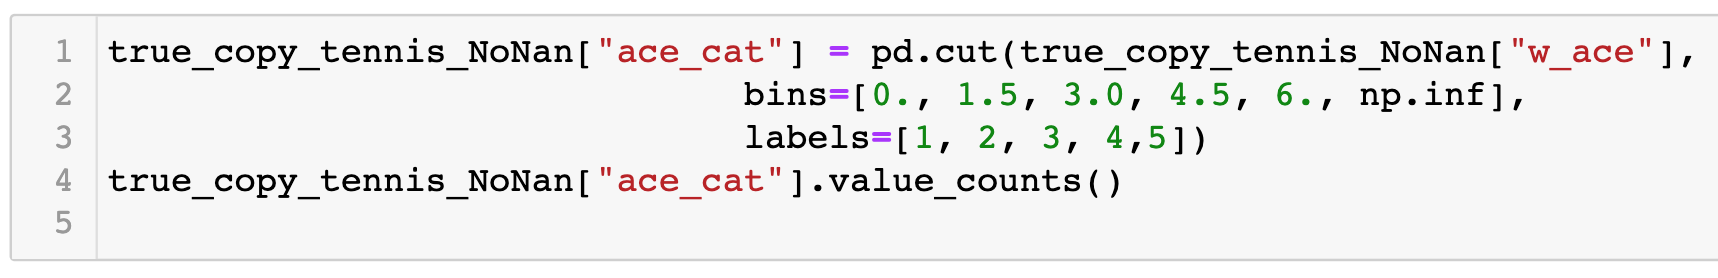 1 true_copy_tennis_NoNan["ace_cat"] = pd.cut(true_copy_tennis_NoNan["w_ace"],
2 bins=[0., 1.5, 3.0, 4.5, 6., np.inf],
3 labels=[1, 2, 3, 4,5])
4 true_copy_tennis_NoNan["ace_cat"].value_counts()
5